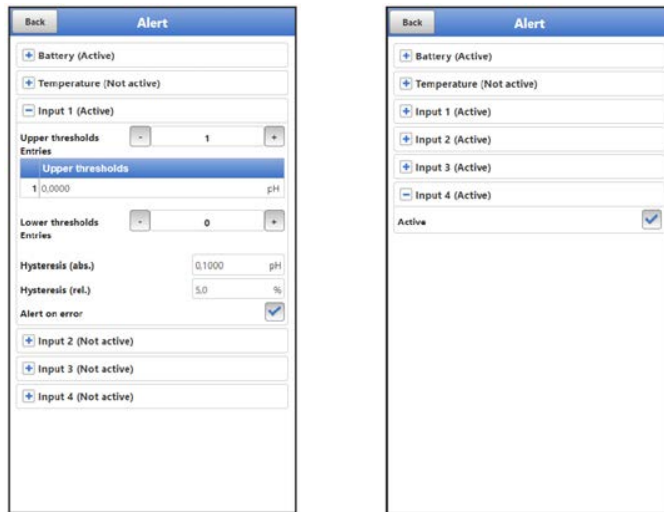 Back Alert
Battery (Active)
Temperature (Not active)
Input 1 (Active)
Upper thresholds - 1 +
Entries
Upper thresholds
1 0,0000 pH
Lower thresholds - 0 +
Entries
Hysteresis (abs.) 0,1000 pH
Hysteresis (rel.) 5,0 %
Alert on error
Input 2 (Not active)
Input 3 (Not active)
Input 4 (Not active)
Back Alert
Battery (Active)
Temperature (Not active)
Input 1 (Active)
Input 2 (Active)
Input 3 (Active)
Input 4 (Active)
Active